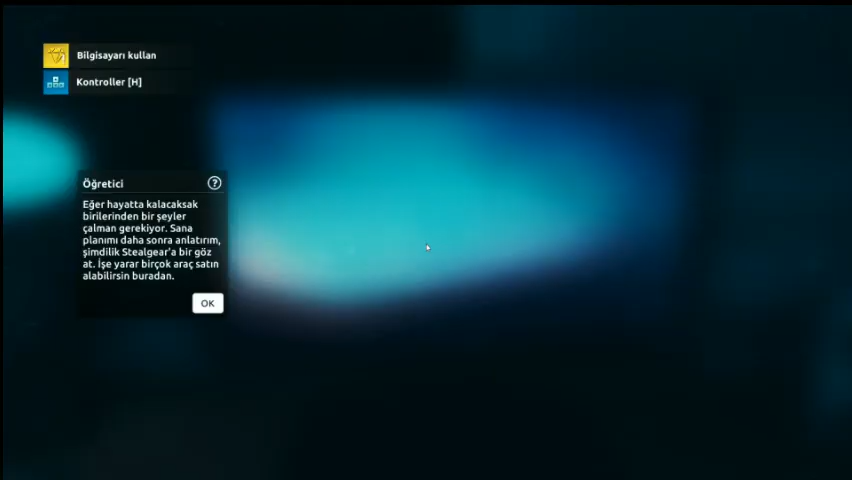 Bilgisayarı kullan
Kontroller [H]
Öğretici
?
Eğer hayatta kalacaksak
birilerinden bir şeyler
çalman gerekiyor. Sana
planımı daha sonra anlatırım,
şimdilik Stealgear'a bir göz
at. İşe yarar birçok araç satın
alabilirsin buradan.
OK